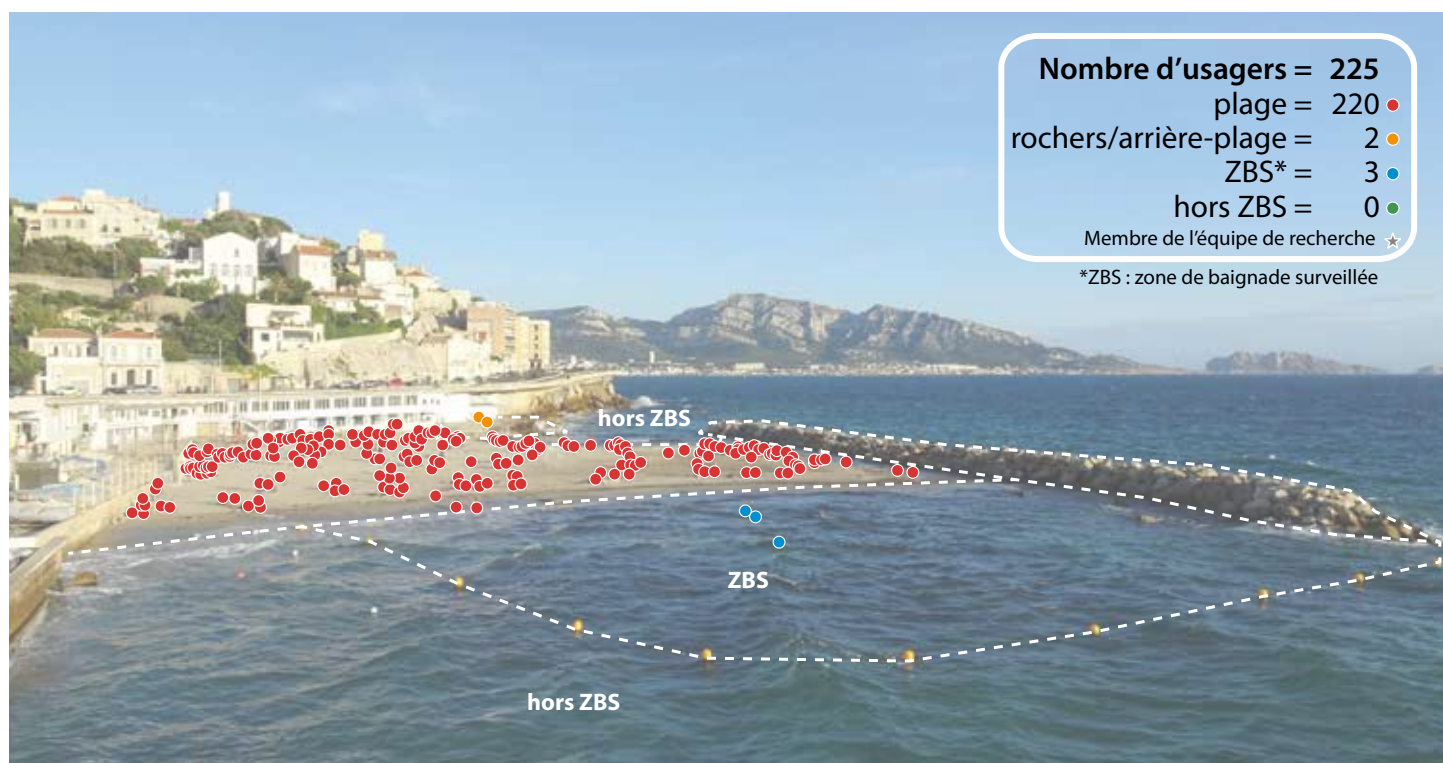 Nombre d'usagers = 225
plage = 220
rochers/arrière-plage = 2
ZBS* = 3
hors ZBS = 0
Membre de l'équipe de recherche
*ZBS : zone de baignade surveillée
hors ZBS
ZBS
hors ZBS